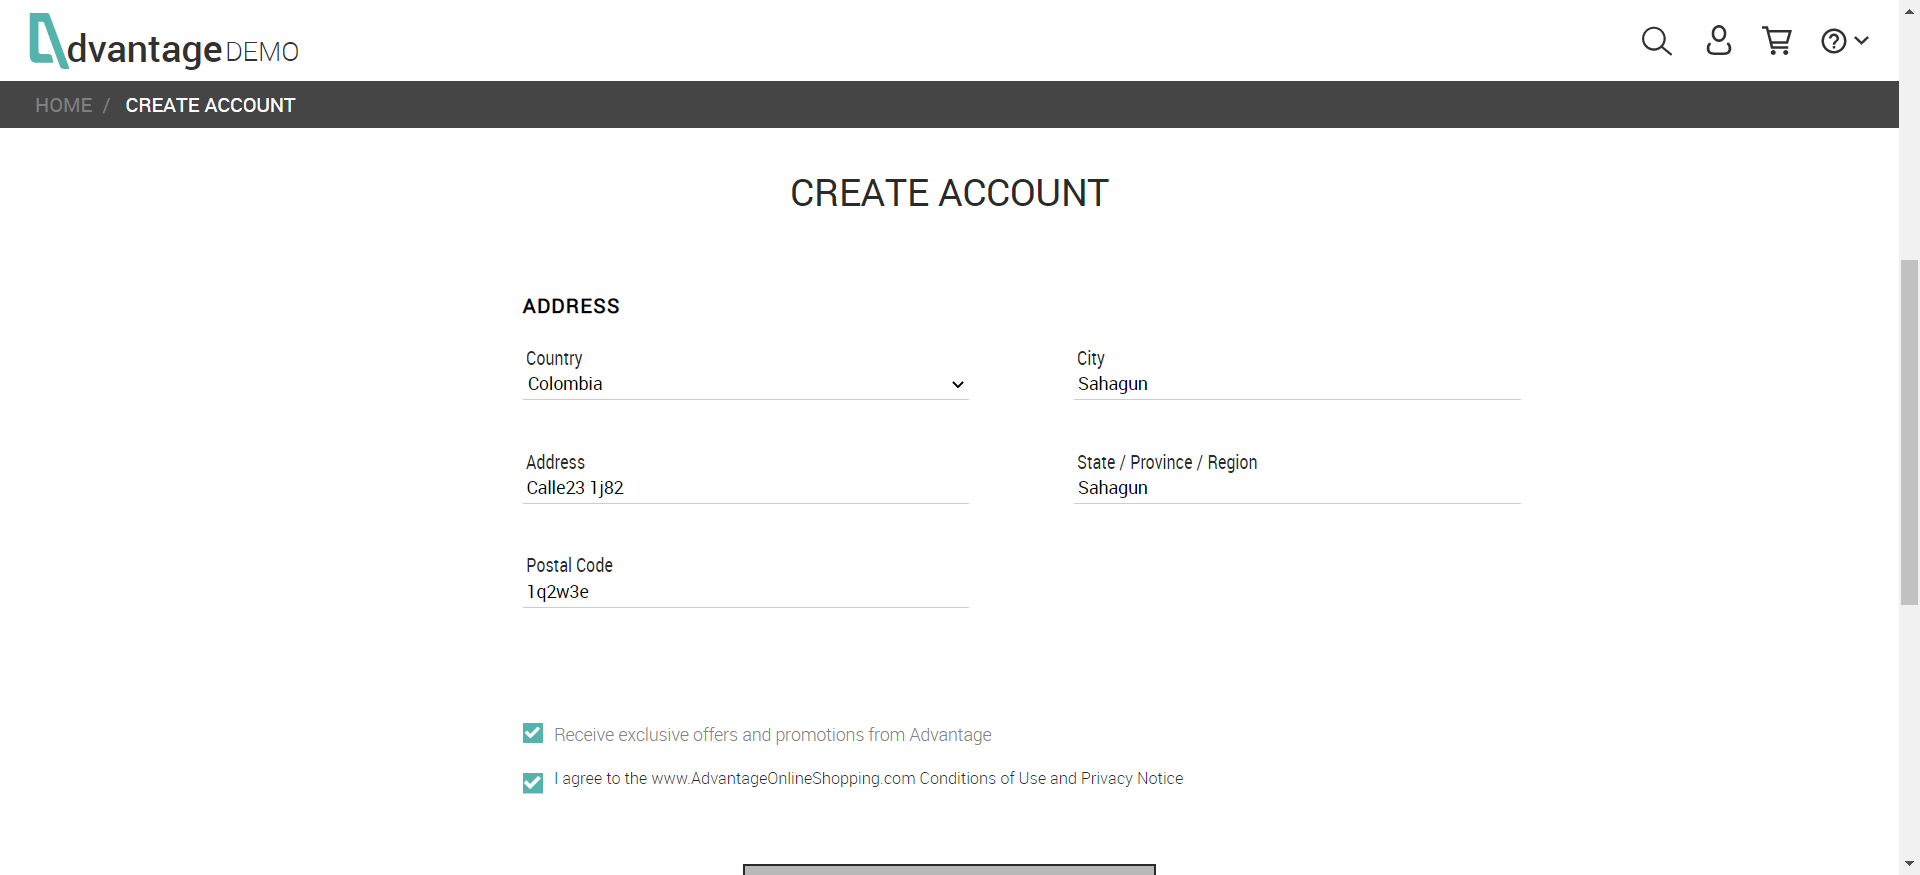 dvantage DEMO
HOME / CREATE ACCOUNT
CREATE ACCOUNT
ADDRESS
Country
Colombia
City
Sahagun
Address
Calle23 1j82
State / Province / Region
Sahagun
Postal Code
1q2w3e
Receive exclusive offers and promotions from Advantage
I agree to the www.AdvantageOnlineShopping.com Conditions of Use and Privacy Notice